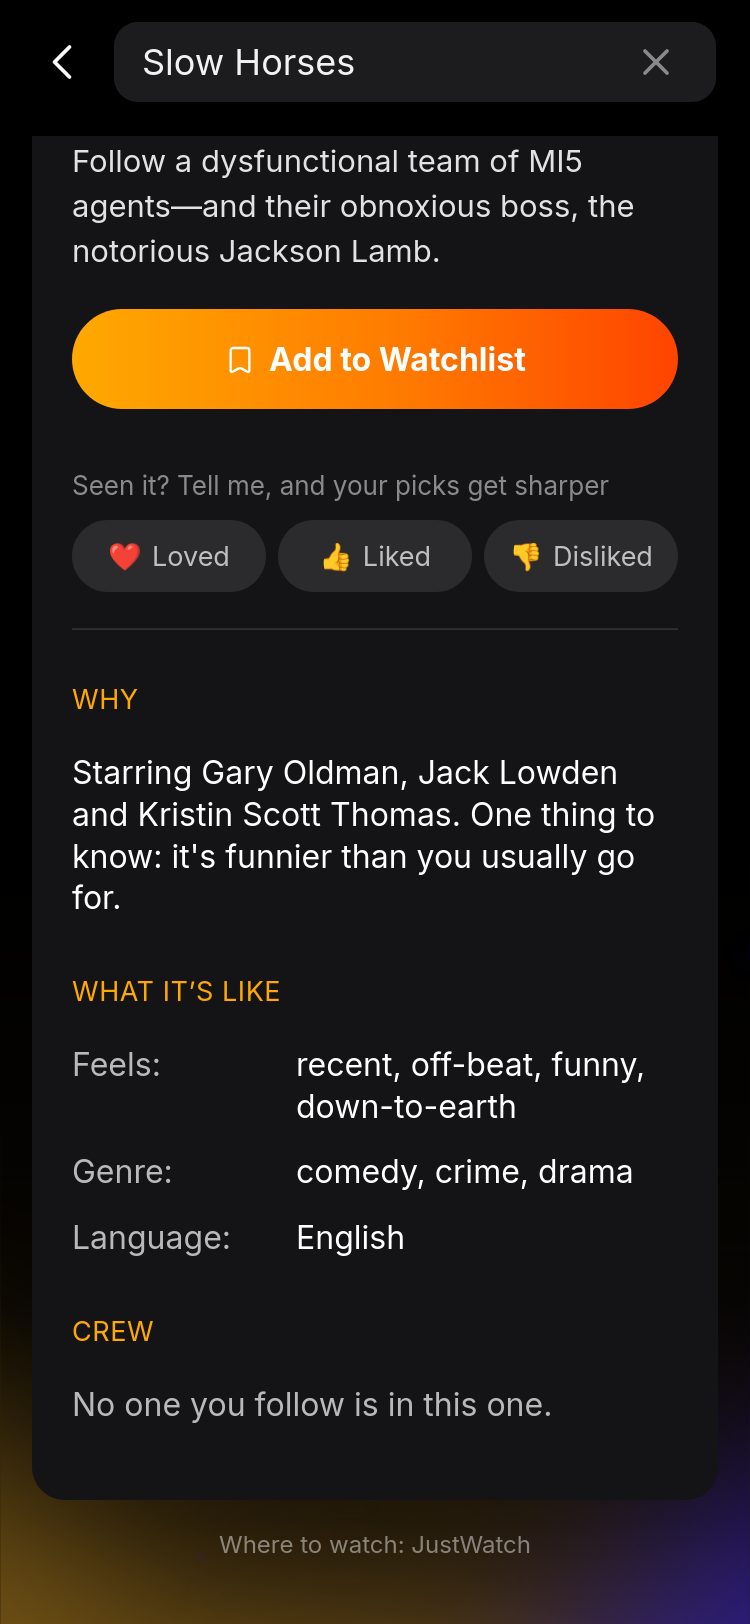 Slow Horses
Follow a dysfunctional team of MI5
agents—and their obnoxious boss, the
notorious Jackson Lamb.
Add to Watchlist
Seen it? Tell me, and your picks get sharper
❤️ Loved
👍 Liked
👎 Disliked
WHY
Starring Gary Oldman, Jack Lowden
and Kristin Scott Thomas. One thing to
know: it's funnier than you usually go
for.
WHAT IT’S LIKE
Feels: recent, off-beat, funny,
down-to-earth
Genre: comedy, crime, drama
Language: English
CREW
No one you follow is in this one.
Where to watch: JustWatch